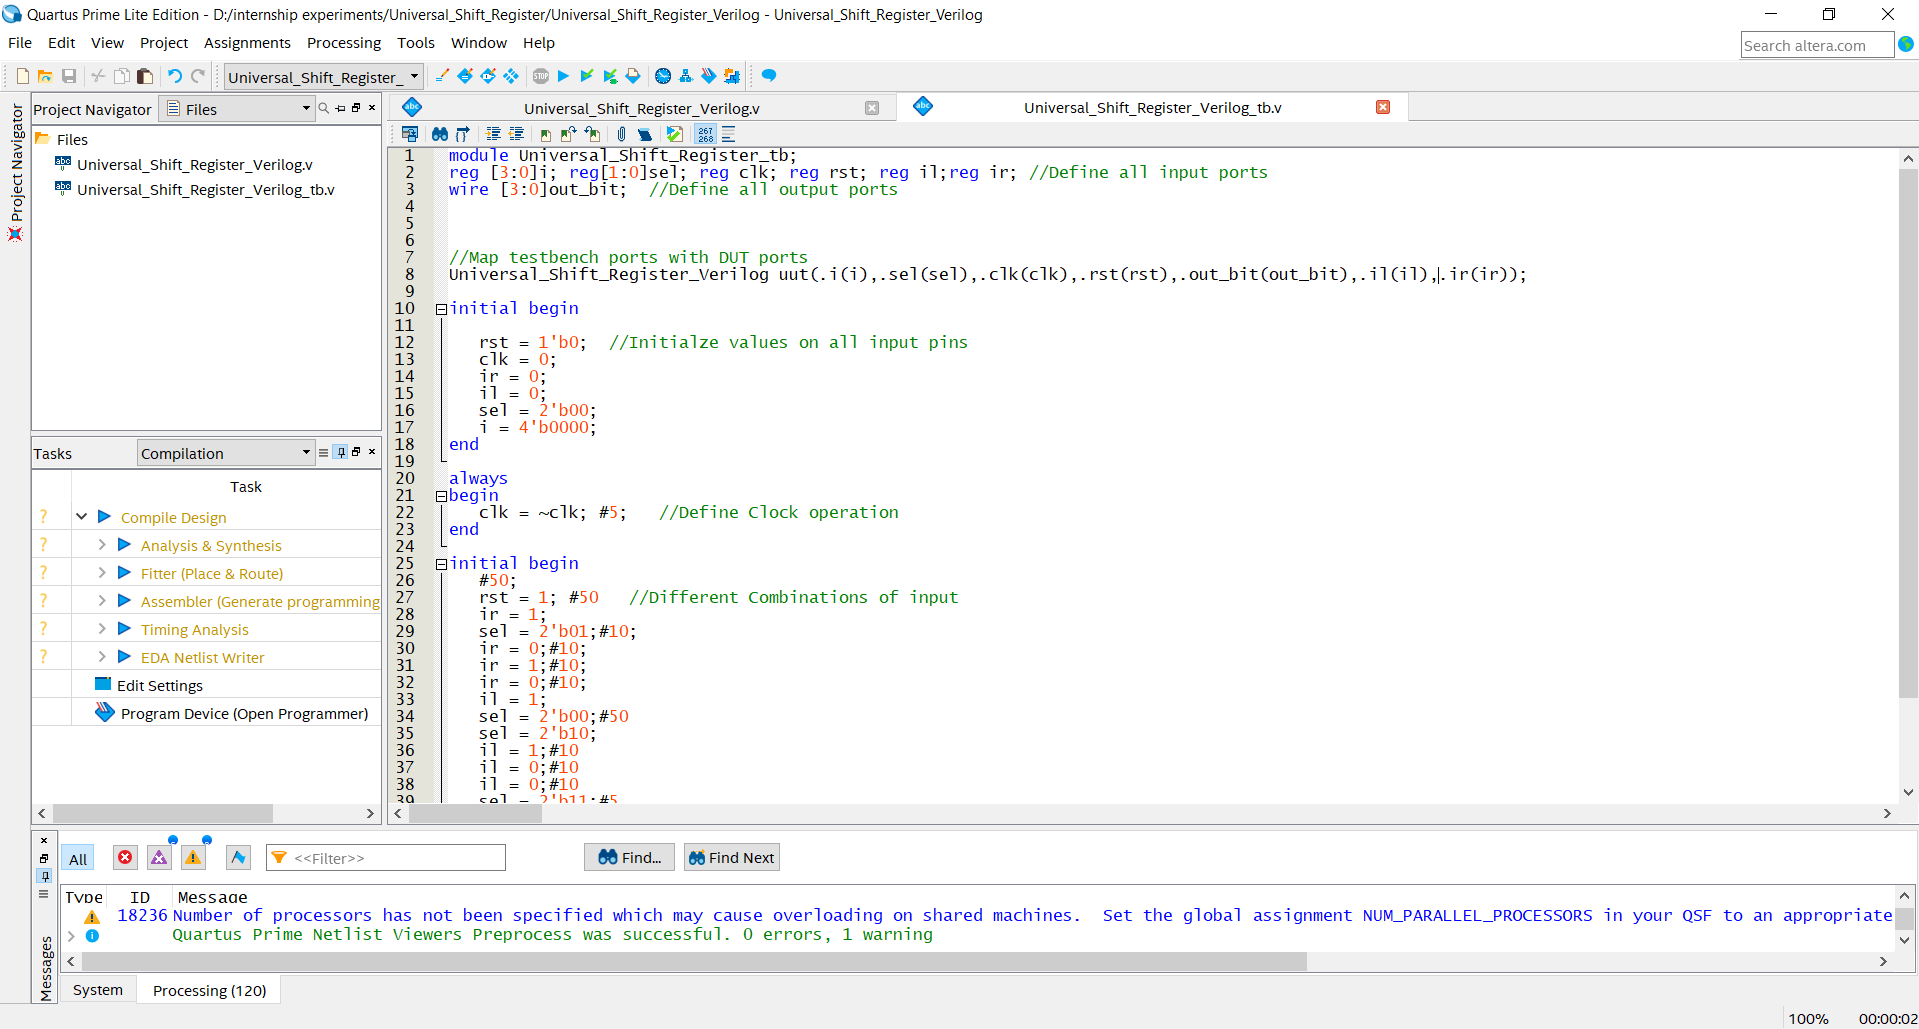 Quartus Prime Lite Edition - D:/internship experiments/Universal_Shift_Register/Universal_Shift_Register_Verilog - Universal_Shift_Register_Verilog
File Edit View Project Assignments Processing Tools Window Help
Search altera.com
Universal_Shift_Register_
STOP
Project Navigator
Project Navigator Files
Files
abc Universal_Shift_Register_Verilog.v
abc Universal_Shift_Register_Verilog_tb.v
Tasks Compilation
Task
? Compile Design
? Analysis & Synthesis
? Fitter (Place & Route)
? Assembler (Generate programming
? Timing Analysis
? EDA Netlist Writer
Edit Settings
Program Device (Open Programmer)
abc Universal_Shift_Register_Verilog.v
abc Universal_Shift_Register_Verilog_tb.v
267
268
1 module Universal_Shift_Register_tb;
2 reg [3:0]i; reg[1:0]sel; reg clk; reg rst; reg il;reg ir; //Define all input ports
3 wire [3:0]out_bit; //Define all output ports
4
5
6
7 //Map testbench ports with DUT ports
8 Universal_Shift_Register_Verilog uut(.i(i),.sel(sel),.clk(clk),.rst(rst),.out_bit(out_bit),.il(il),.ir(ir));
9
10 initial begin
11
12 rst = 1'b0; //Initialze values on all input pins
13 clk = 0;
14 ir = 0;
15 il = 0;
16 sel = 2'b00;
17 i = 4'b0000;
18 end
19
20 always
21 begin
22 clk = ~clk; #5; //Define Clock operation
23 end
24
25 initial begin
26 #50;
27 rst = 1; #50 //Different Combinations of input
28 ir = 1;
29 sel = 2'b01;#10;
30 ir = 0;#10;
31 ir = 1;#10;
32 ir = 0;#10;
33 il = 1;
34 sel = 2'b00;#50
35 sel = 2'b10;
36 il = 1;#10
37 il = 0;#10
38 il = 0;#10
39 sel = 2'b11;#5
Messages
All <<Filter>> Find... Find Next
Type ID Message
18236 Number of processors has not been specified which may cause overloading on shared machines. Set the global assignment NUM_PARALLEL_PROCESSORS in your QSF to an appropriate
Quartus Prime Netlist Viewers Preprocess was successful. 0 errors, 1 warning
System Processing (120)
100% 00:00:02